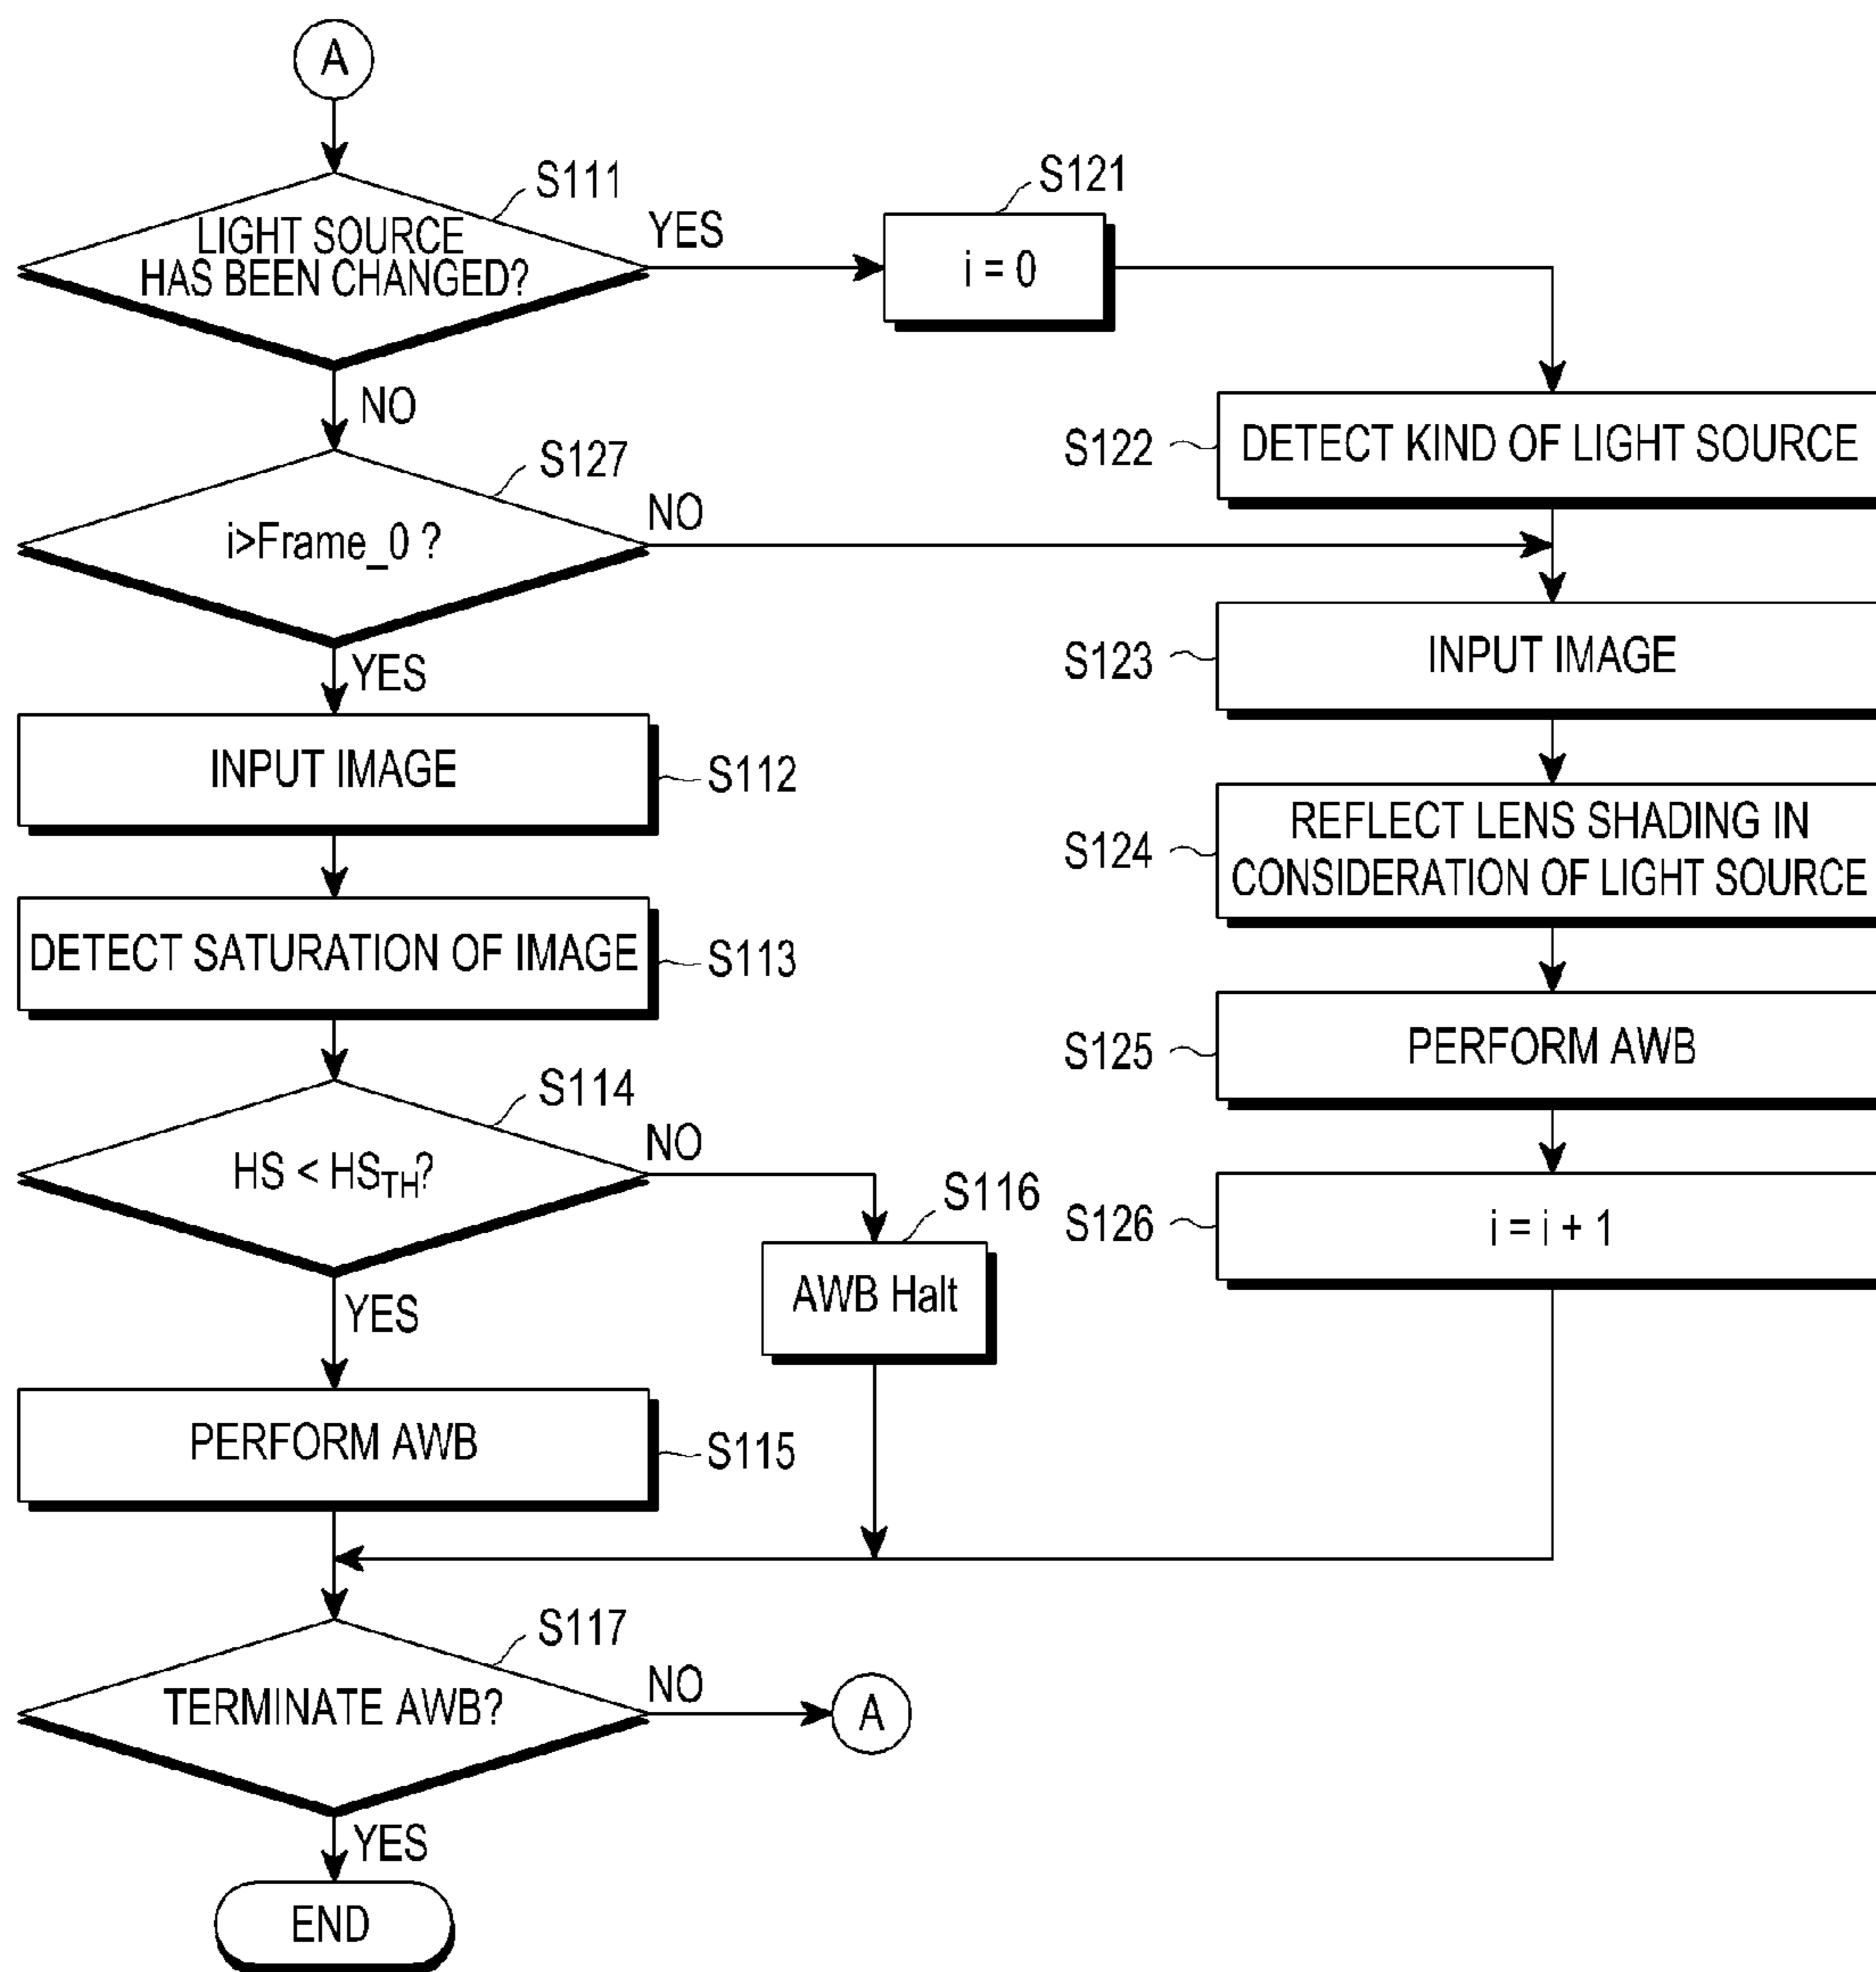 A
S111
LIGHT SOURCE
HAS BEEN CHANGED?
YES
S121
i = 0
NO
S122
DETECT KIND OF LIGHT SOURCE
S127
i>Frame_0 ?
NO
YES
S123
INPUT IMAGE
INPUT IMAGE
S112
S124
REFLECT LENS SHADING IN
CONSIDERATION OF LIGHT SOURCE
DETECT SATURATION OF IMAGE
S113
S125
PERFORM AWB
S114
HS < HSTH?
NO
S116
AWB Halt
S126
i = i + 1
YES
PERFORM AWB
S115
S117
TERMINATE AWB?
NO
A
YES
END